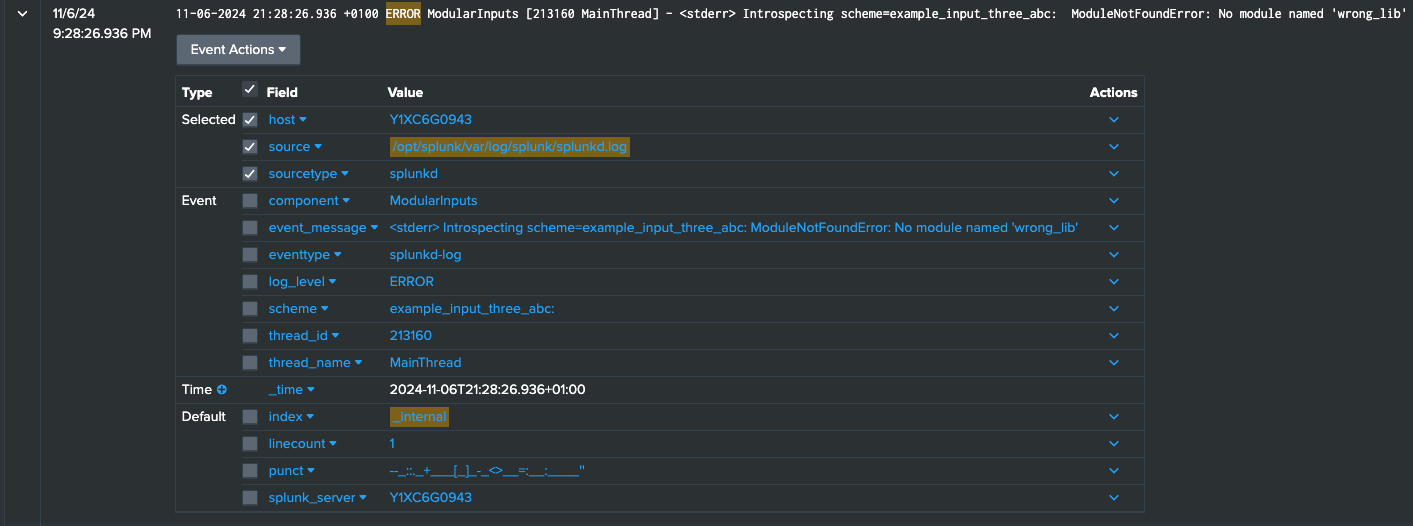 11/6/24 11-06-2024 21:28:26.936 +0100 ERROR ModularInputs [213160 MainThread] - <stderr> Introspecting scheme=example_input_three_abc:  ModuleNotFoundError: No module named 'wrong_lib'
9:28:26.936 PM
Event Actions
Type Field Value Actions
Selected host Y1XC6G0943
source /opt/splunk/var/log/splunk/splunkd.log
sourcetype splunkd
Event component ModularInputs
event_message <stderr> Introspecting scheme=example_input_three_abc: ModuleNotFoundError: No module named 'wrong_lib'
eventtype splunkd-log
log_level ERROR
scheme example_input_three_abc:
thread_id 213160
thread_name MainThread
Time _time 2024-11-06T21:28:26.936+01:00
Default index _internal
linecount 1
punct --_::._+___[_]_-_<>__=:__:____''
splunk_server Y1XC6G0943